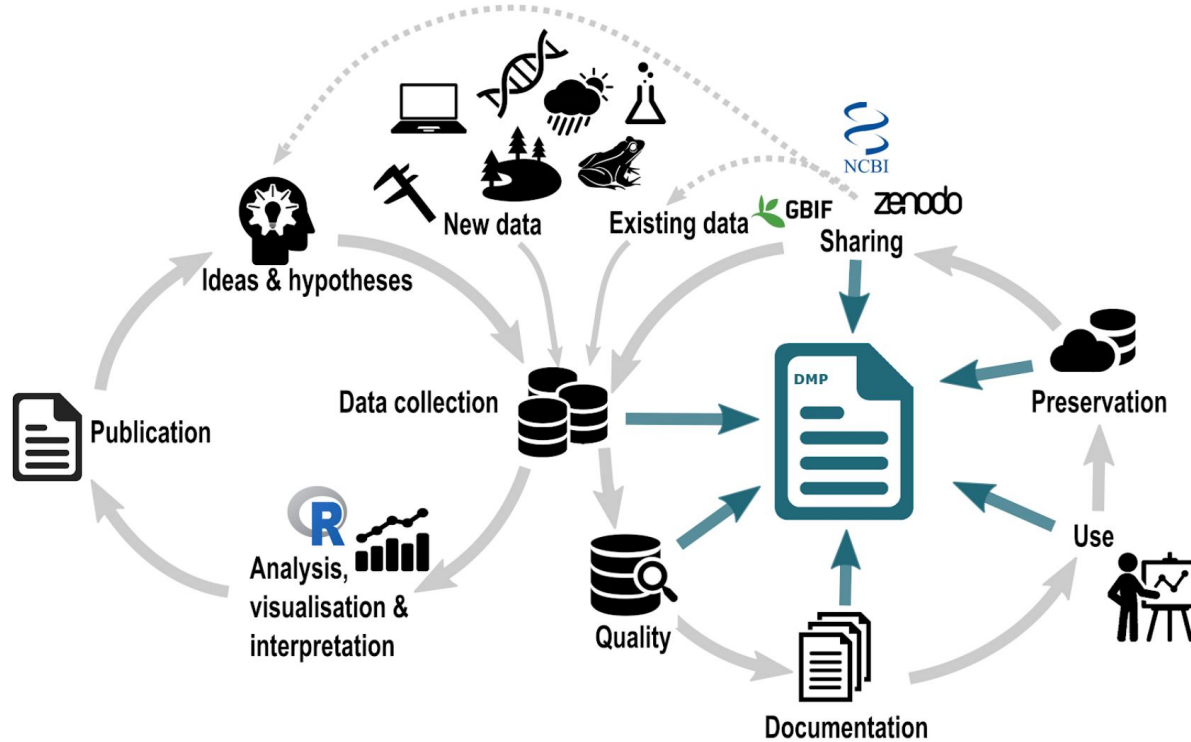 NCBI
zenodo
GBIF
New data
Existing data
Sharing
Ideas & hypotheses
DMP
Data collection
Preservation
Publication
R
Use
Analysis,
visualisation &
interpretation
Quality
Documentation